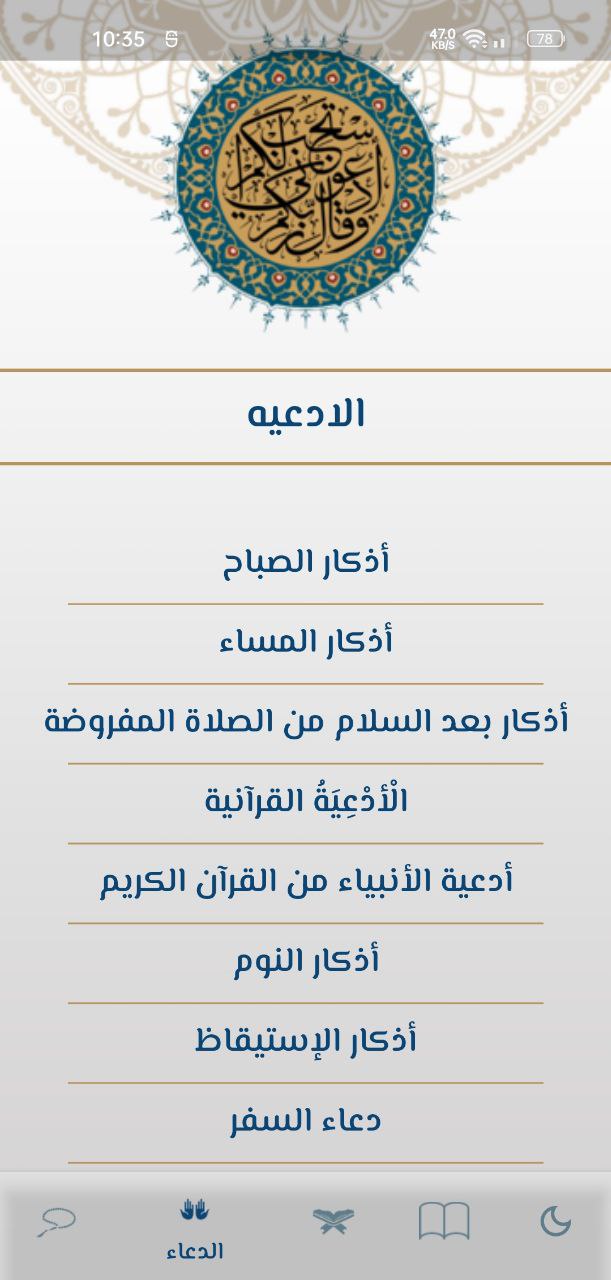 10:35
47.0
KB/S
78
وقال ربكم ادعوني أستجب لكم
الادعيه
أذكار الصباح
أذكار المساء
أذكار بعد السلام من الصلاة المفروضة
الْأدْعِيَةُ القرآنية
أدعية الأنبياء من القرآن الكريم
أذكار النوم
أذكار الإستيقاظ
دعاء السفر
الدعاء